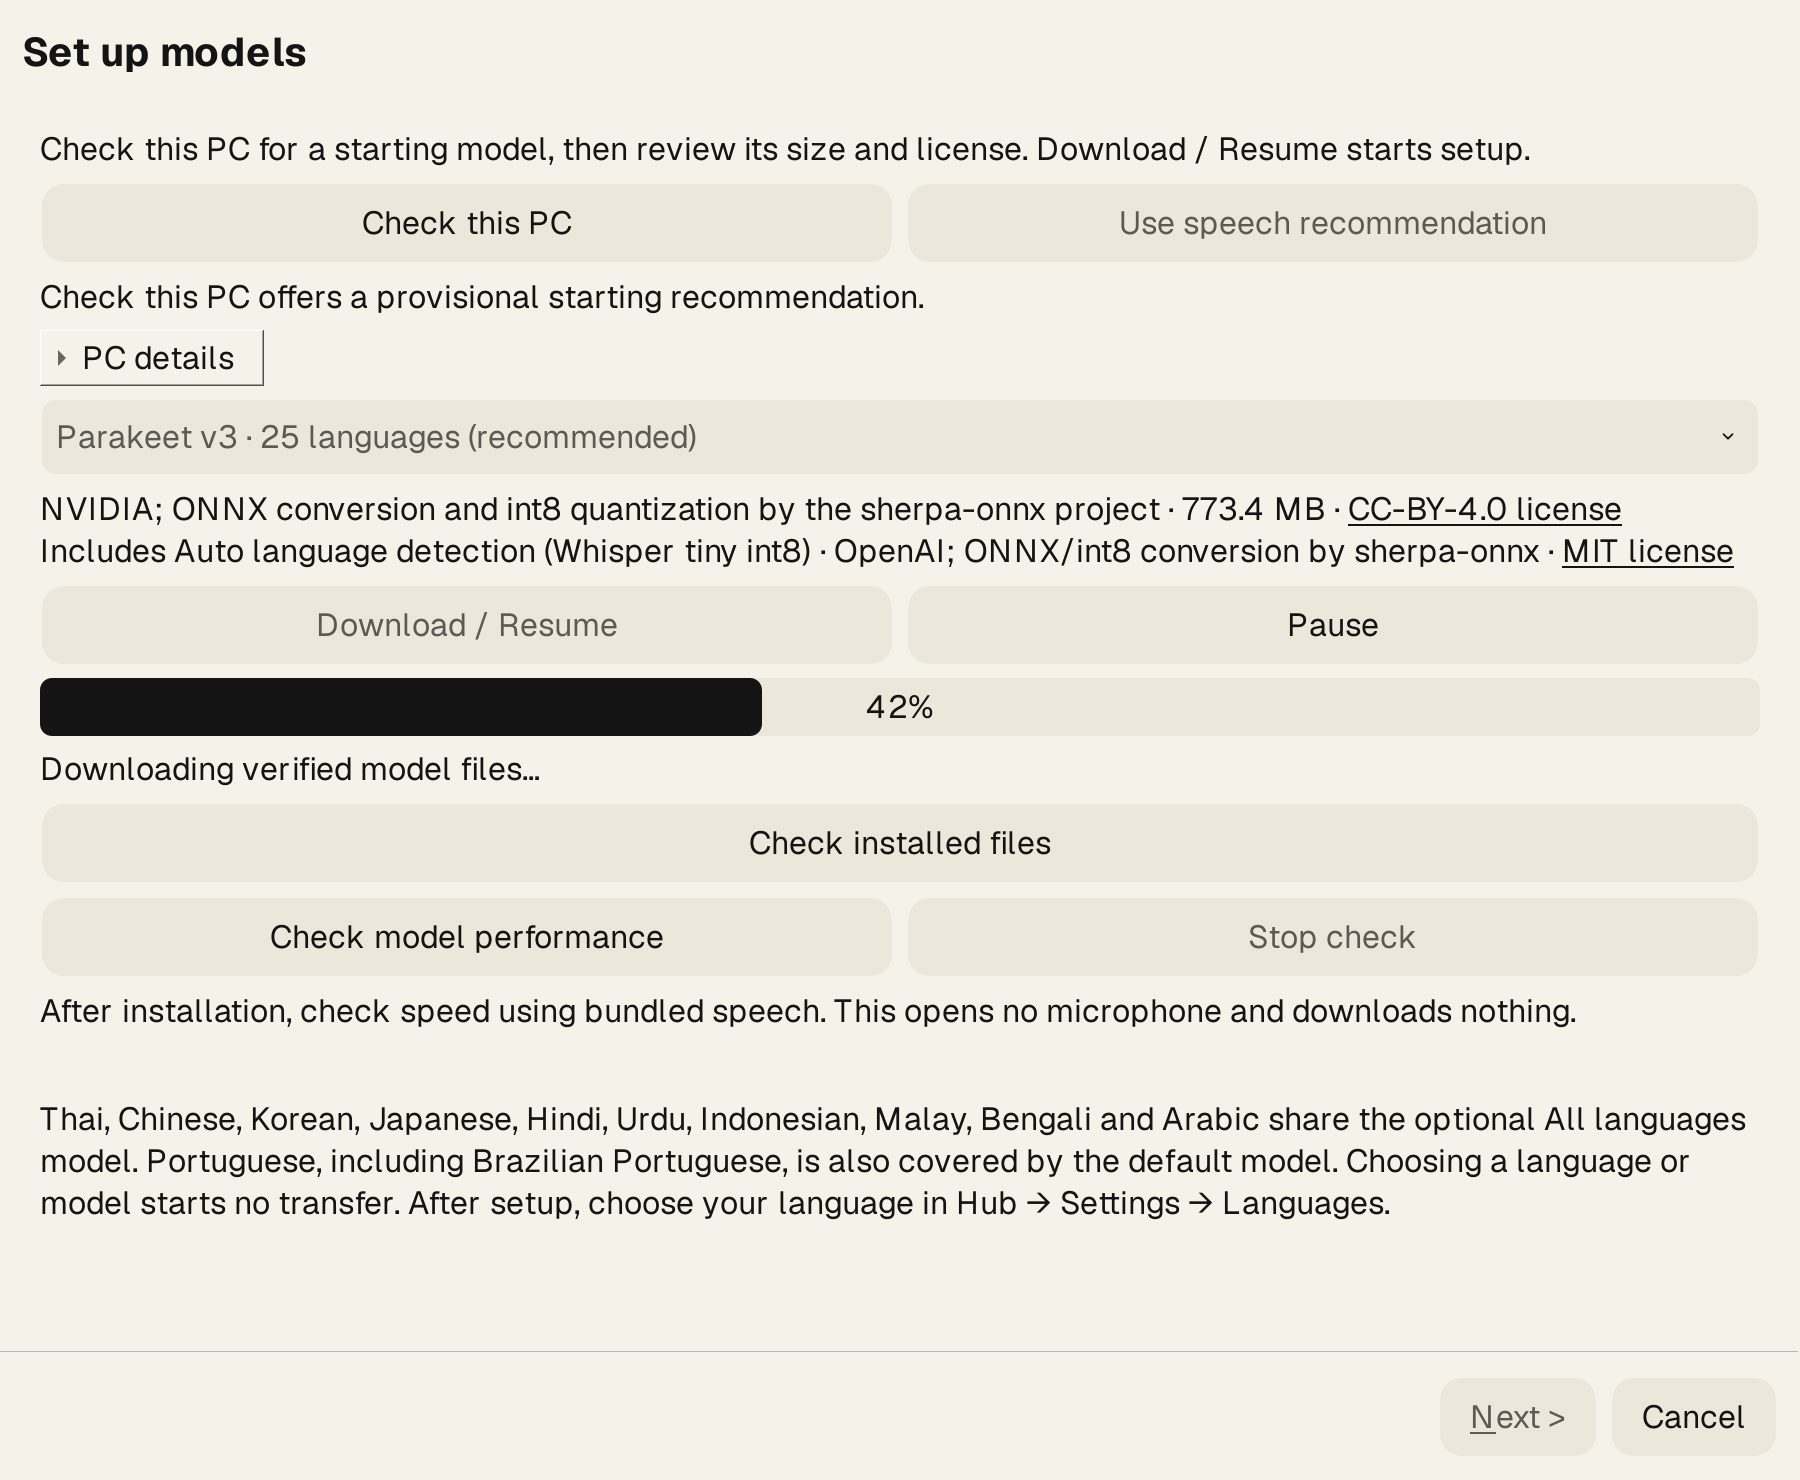 Set up models
Check this PC for a starting model, then review its size and license. Download / Resume starts setup.
Check this PC
Use speech recommendation
Check this PC offers a provisional starting recommendation.
PC details
Parakeet v3 · 25 languages (recommended)
NVIDIA; ONNX conversion and int8 quantization by the sherpa-onnx project · 773.4 MB · CC-BY-4.0 license
Includes Auto language detection (Whisper tiny int8) · OpenAI; ONNX/int8 conversion by sherpa-onnx · MIT license
Download / Resume
Pause
42%
Downloading verified model files…
Check installed files
Check model performance
Stop check
After installation, check speed using bundled speech. This opens no microphone and downloads nothing.
Thai, Chinese, Korean, Japanese, Hindi, Urdu, Indonesian, Malay, Bengali and Arabic share the optional All languages
model. Portuguese, including Brazilian Portuguese, is also covered by the default model. Choosing a language or
model starts no transfer. After setup, choose your language in Hub → Settings → Languages.
Next >
Cancel